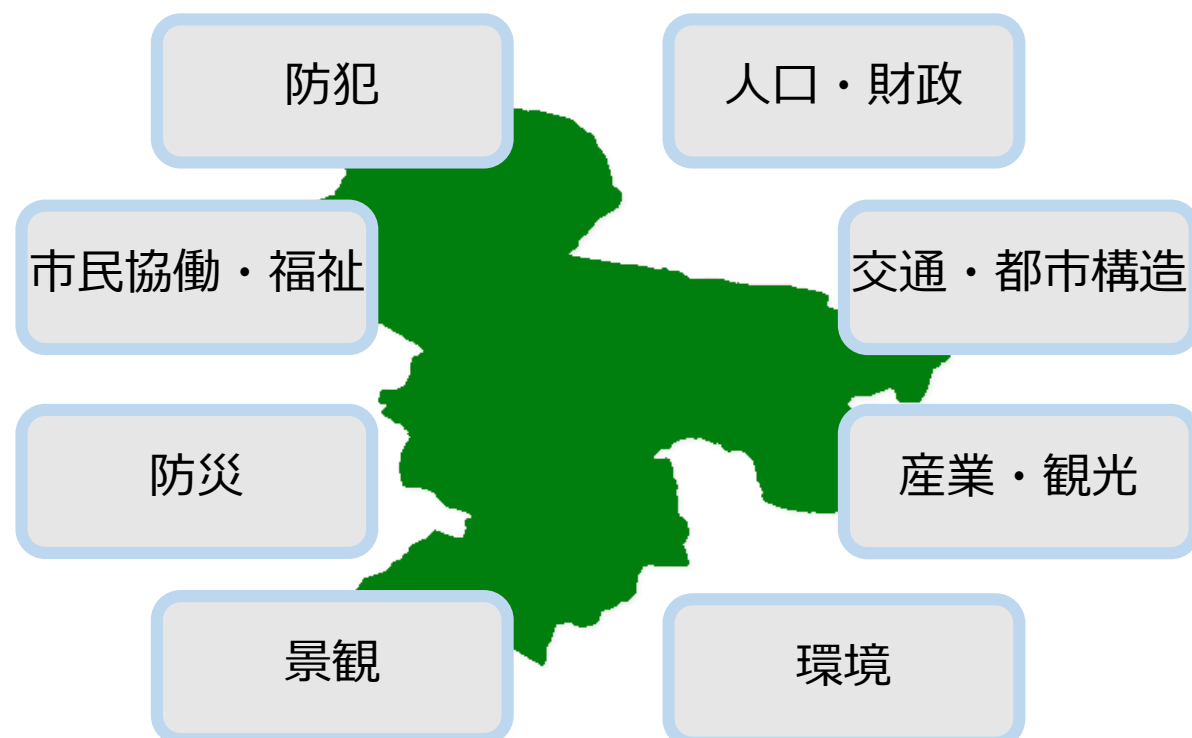 防犯
人口・財政
市民協働・福祉
交通・都市構造
防災
産業・観光
景観
環境